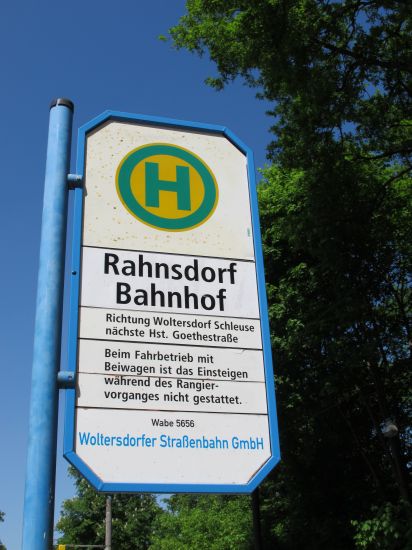 H
Rahnsdorf
Bahnhof
Richtung Woltersdorf Schleuse
nächste Hst. Goethestraße
Beim Fahrbetrieb mit
Beiwagen ist das Einsteigen
während des Rangier-
vorganges nicht gestattet.
Wabe 5656
Woltersdorfer Straßenbahn GmbH